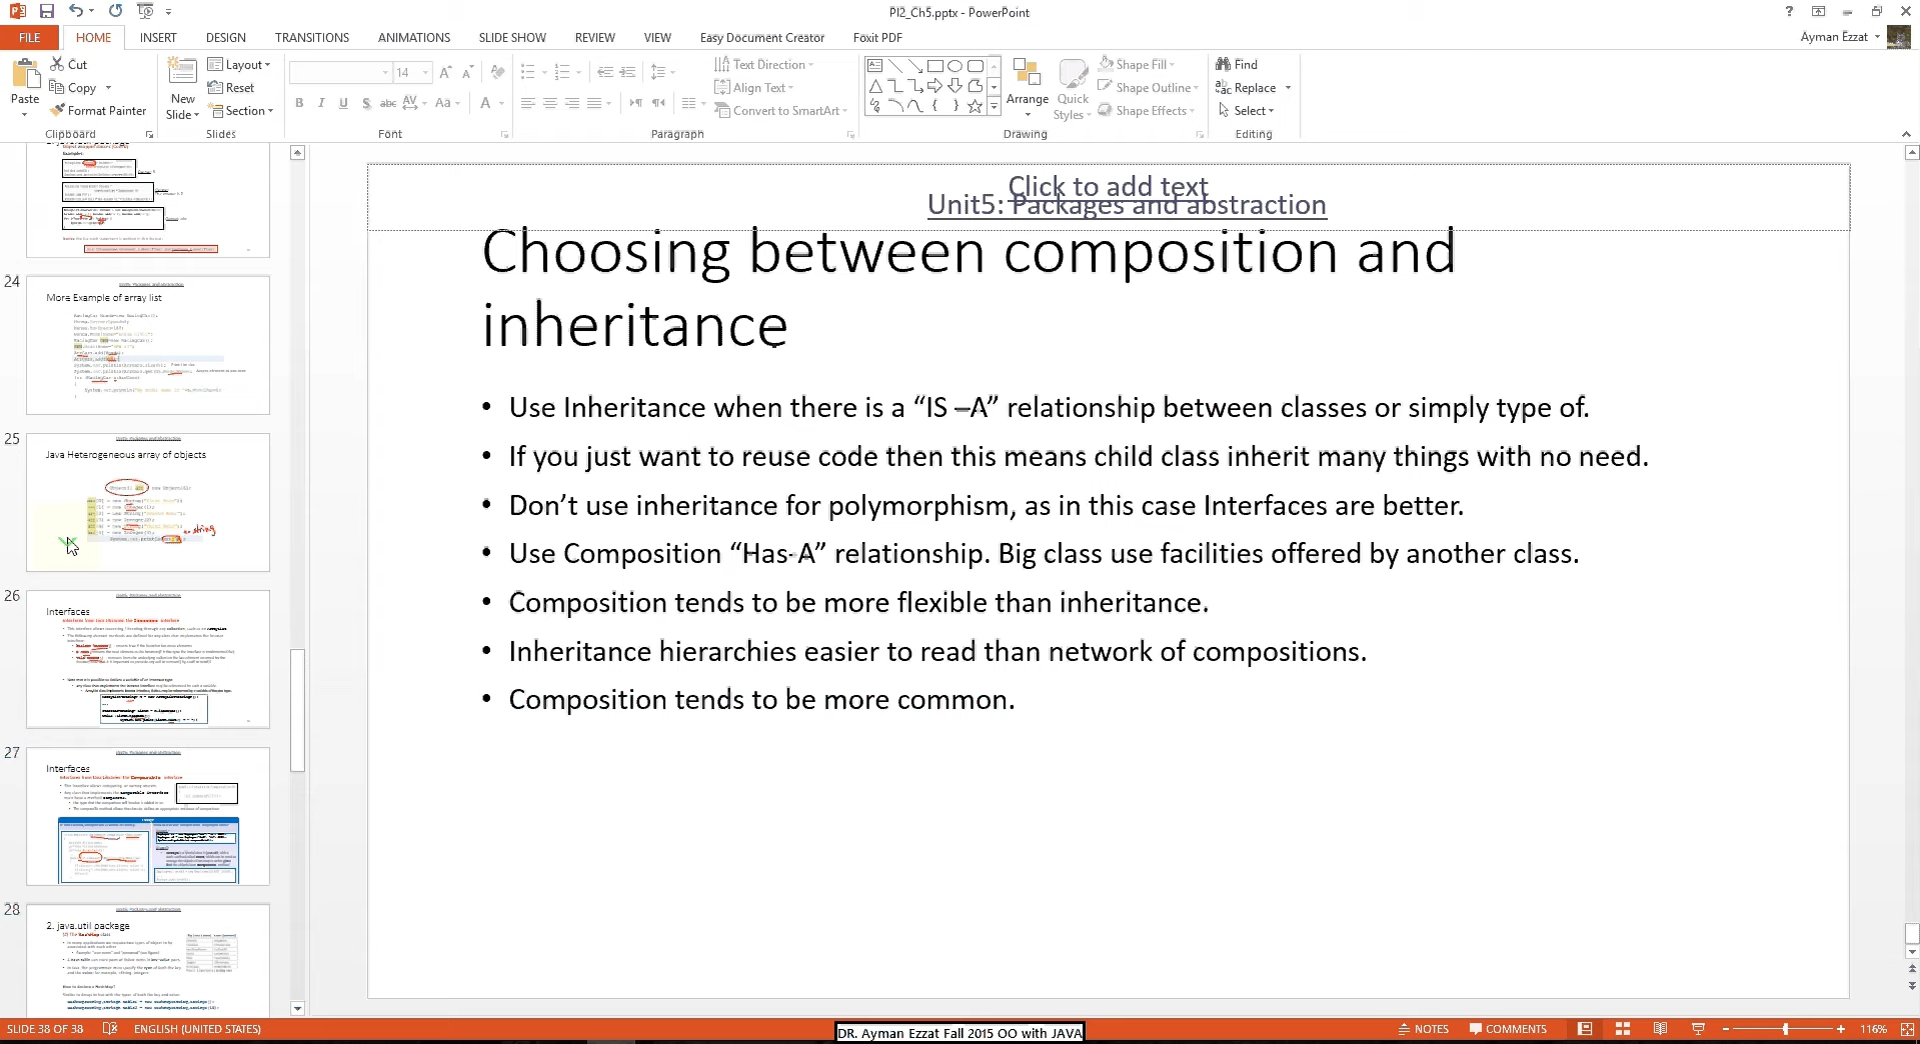 PI2_Ch5.pptx - PowerPoint
FILE HOME INSERT DESIGN TRANSITIONS ANIMATIONS SLIDE SHOW REVIEW VIEW Easy Document Creator Foxit PDF
Ayman Ezzat
Cut
Copy
Format Painter
Paste
Clipboard
New Slide
Layout
Reset
Section
Slides
14
Font
Text Direction
Align Text
Convert to SmartArt
Paragraph
Arrange
Quick Styles
Shape Fill
Shape Outline
Shape Effects
Drawing
Find
Replace
Select
Editing
24
More Example of array list
25
Java Heterogeneous array of objects
26
Interfaces
27
Interfaces
28
2. java.util package
Click to add text
Unit5: Packages and abstraction
Choosing between composition and
inheritance
• Use Inheritance when there is a “IS –A” relationship between classes or simply type of.
• If you just want to reuse code then this means child class inherit many things with no need.
• Don’t use inheritance for polymorphism, as in this case Interfaces are better.
• Use Composition “Has-A” relationship. Big class use facilities offered by another class.
• Composition tends to be more flexible than inheritance.
• Inheritance hierarchies easier to read than network of compositions.
• Composition tends to be more common.
SLIDE 38 OF 38 ENGLISH (UNITED STATES)
DR. Ayman Ezzat Fall 2015 OO with JAVA
NOTES COMMENTS 116%